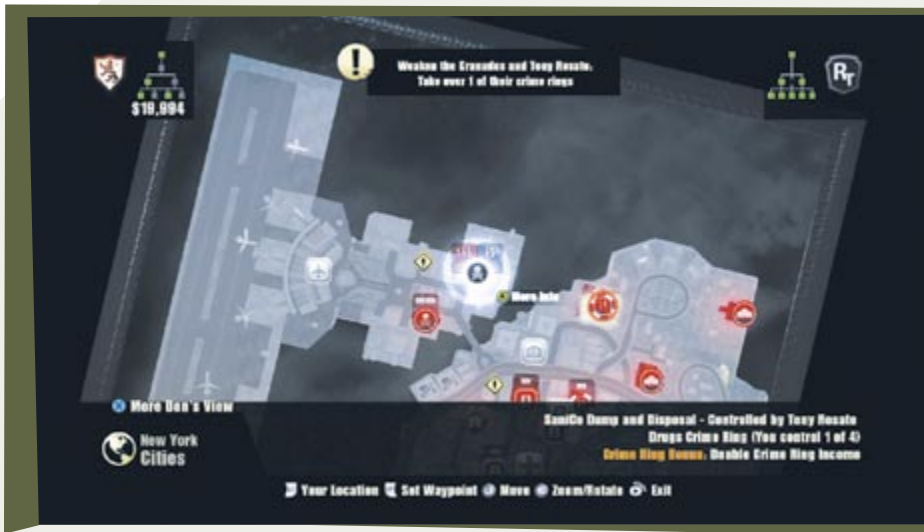 Weaken the Granados and Tony Rosato:
Take over 1 of their crime rings
$19,994
RT
More Info
More Don's View
SaniCo Dump and Disposal - Controlled by Tony Rosato
Drugs Crime Ring (You control 1 of 4)
Crime Ring Bonus: Double Crime Ring Income
New York
Cities
Your Location Set Waypoint Move Zoom/Rotate Exit